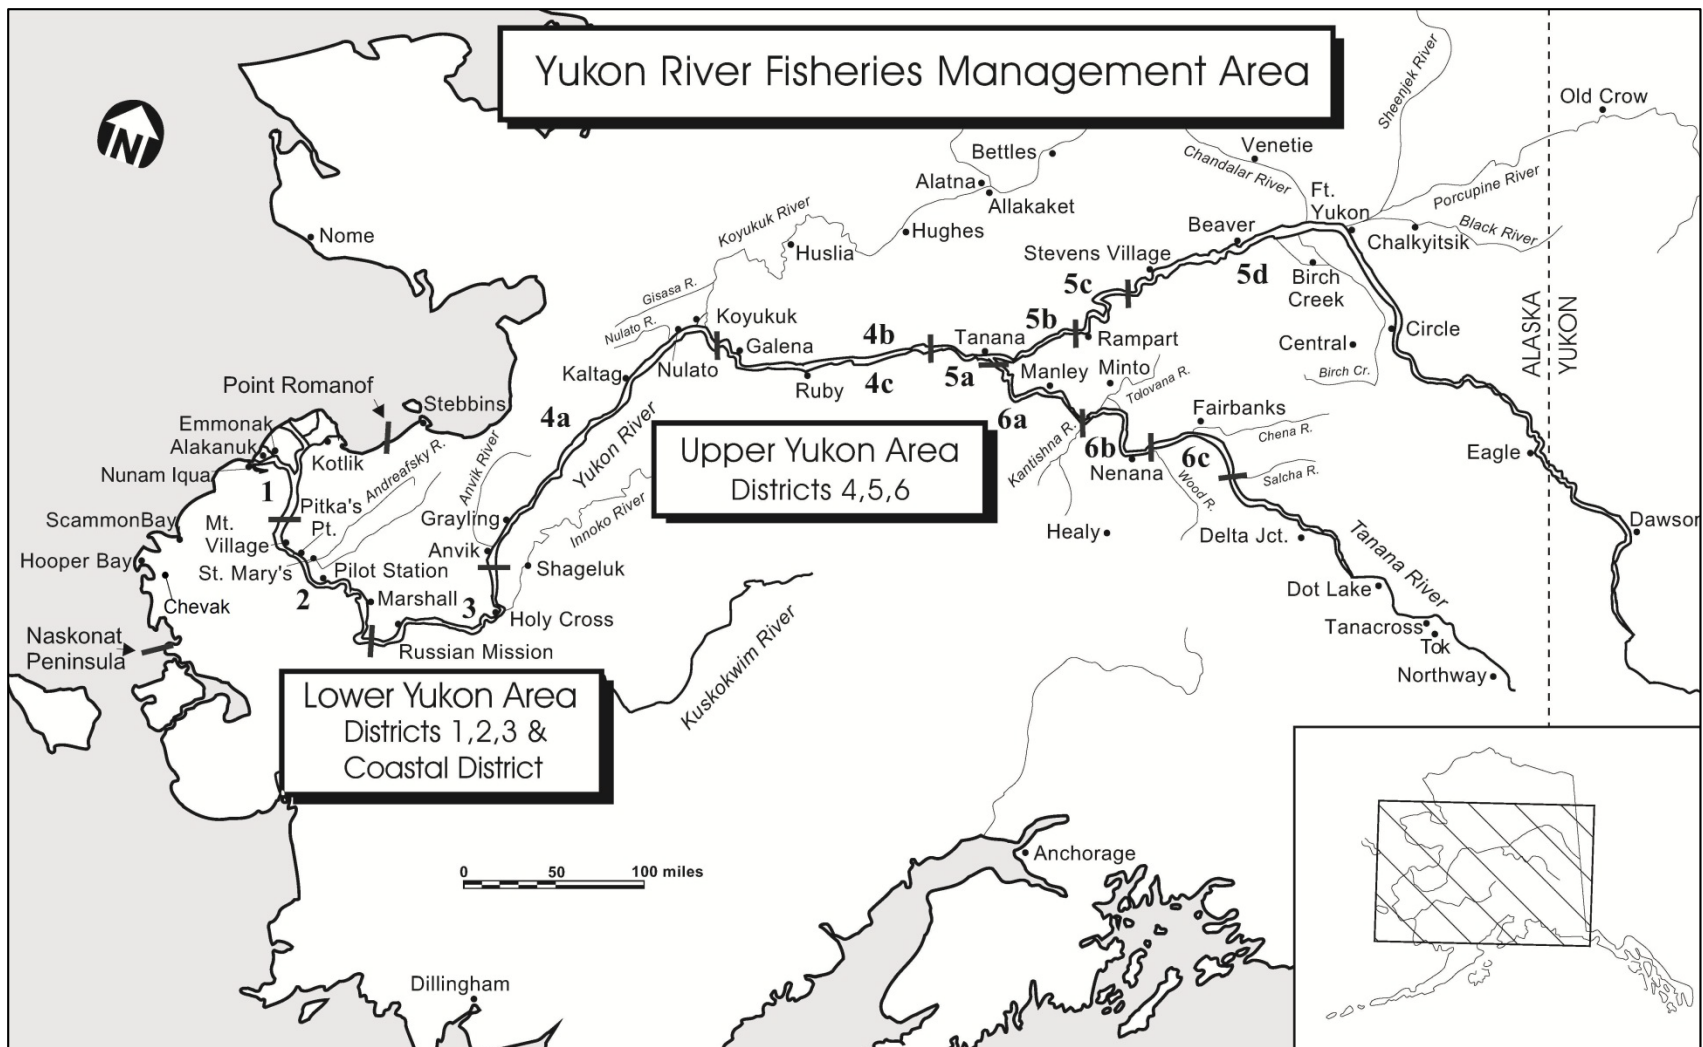 Yukon River Fisheries Management Area
N
Sheenjek River
Old Crow
Venetie
Chandalar River
Bettles
Alatna
Allakaket
Porcupine River
Ft.
Yukon
Black River
Chalkyitsik
Koyukuk River
Hughes
Huslia
Beaver
Nome
Stevens Village
5d
Birch
Creek
5c
Gisasa R.
Nulato R.
Koyukuk
Galena
4b
Tanana
5b
Rampart
Circle
Central
Birch Cr.
ALASKA
YUKON
Nulato
Kaltag
Ruby
4c
5a
Manley
Minto
Tolovana R.
Point Romanof
Stebbins
4a
Yukon River
6a
Fairbanks
Chena R.
Emmonak
Alakanuk
Nunam Iqua
Kotlik
Andreafsky R.
Anvik River
Upper Yukon Area
Districts 4,5,6
Kantishna R.
6b
Nenana
Wood R.
6c
Salcha R.
Eagle
1
Pitka's
Pt.
Innoko River
Grayling
Anvik
Shageluk
ScammonBay
Mt.
Village
Hooper Bay
St. Mary's
Pilot Station
2
Chevak
Marshall
3
Holy Cross
Russian Mission
Healy
Delta Jct.
Tanana River
Dawson
Dot Lake
Tanacross
Tok
Northway
Naskonat
Peninsula
Kuskokwim River
Lower Yukon Area
Districts 1,2,3 &
Coastal District
0 50 100 miles
Anchorage
Dillingham